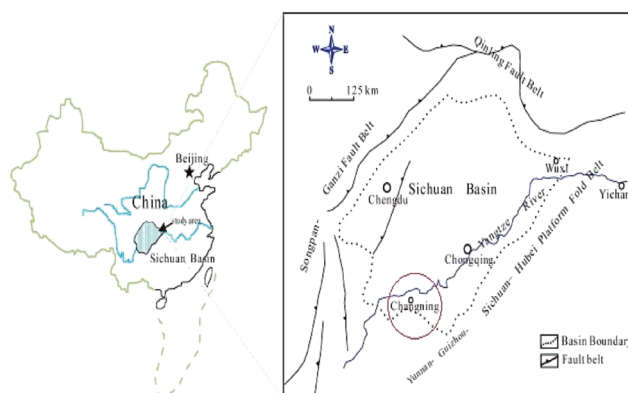 Beijing
China
study area
Sichuan Basin
N
W E
S
0 125 km
Qinling Fault Belt
Songpan- Ganzi Fault Belt
Chengdu
Sichuan Basin
Wuxi
Yichan
Yangtze River
Chongqing
Changning
Yunnan- Guizhou- Sichuan- Hubei Platform Fold Belt
Basin Boundary
Fault belt